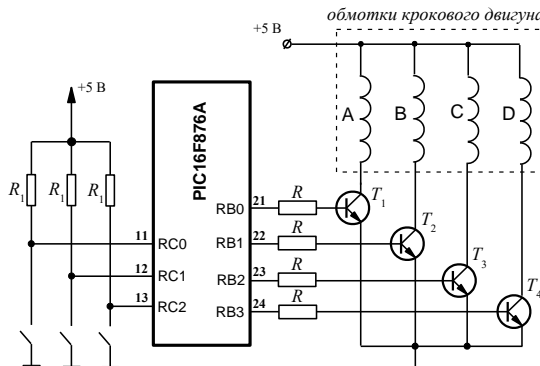 обмотки крокового двигуна
+5 В
+5 В
A B C D
PIC16F876A
R1 R1 R1
11 RC0
12 RC1
13 RC2
RB0 21 R T1
RB1 22 R T2
RB2 23 R T3
RB3 24 R T4